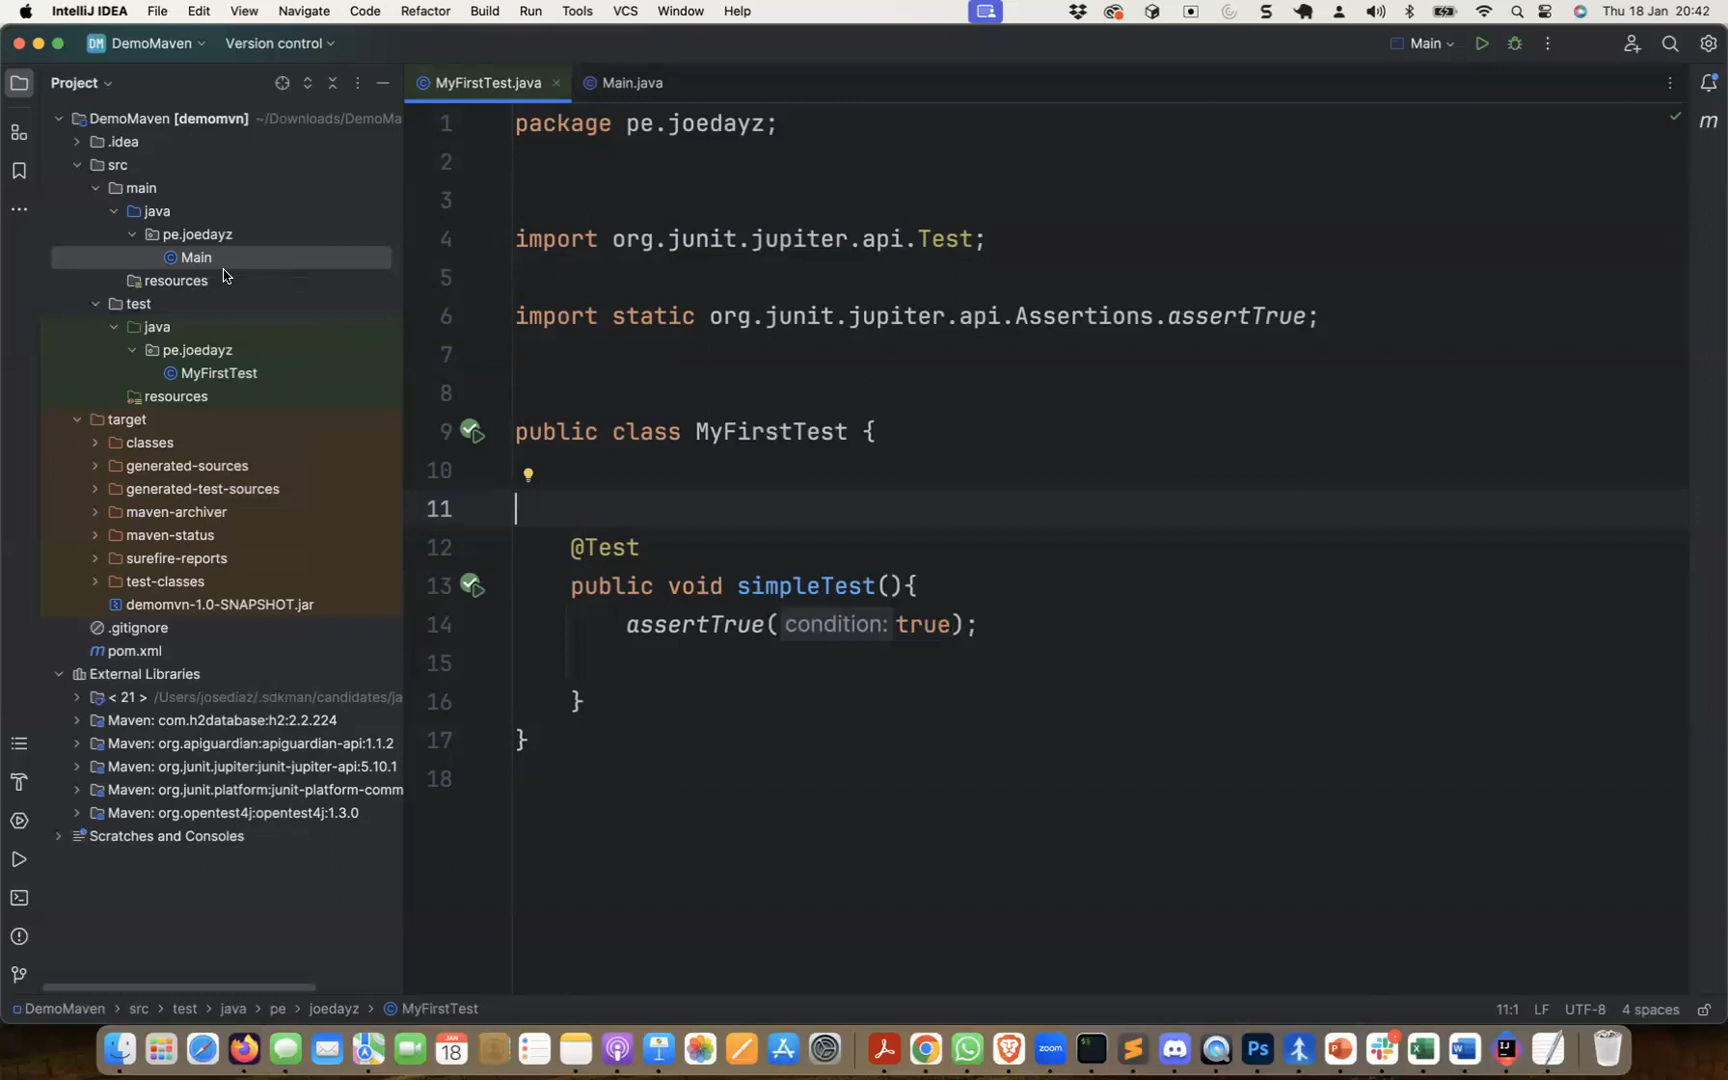 IntelliJ IDEA File Edit View Navigate Code Refactor Build Run Tools VCS Window Help Thu 18 Jan 20:42
DM DemoMaven Version control Main
Project
MyFirstTest.java Main.java
DemoMaven [demomvn] ~/Downloads/DemoMa
.idea
src
main
java
pe.joedayz
Main
resources
test
java
pe.joedayz
MyFirstTest
resources
target
classes
generated-sources
generated-test-sources
maven-archiver
maven-status
surefire-reports
test-classes
demomvn-1.0-SNAPSHOT.jar
.gitignore
pom.xml
External Libraries
< 21 > /Users/josediaz/.sdkman/candidates/ja
Maven: com.h2database:h2:2.2.224
Maven: org.apiguardian:apiguardian-api:1.1.2
Maven: org.junit.jupiter:junit-jupiter-api:5.10.1
Maven: org.junit.platform:junit-platform-comm
Maven: org.opentest4j:opentest4j:1.3.0
Scratches and Consoles
1 package pe.joedayz;
2
3
4 import org.junit.jupiter.api.Test;
5
6 import static org.junit.jupiter.api.Assertions.assertTrue;
7
8
9 public class MyFirstTest {
10
11
12 @Test
13 public void simpleTest(){
14 assertTrue( condition: true);
15
16 }
17 }
18
DemoMaven > src > test > java > pe > joedayz > MyFirstTest 11:1 LF UTF-8 4 spaces
JAN
18
zoom
Ps